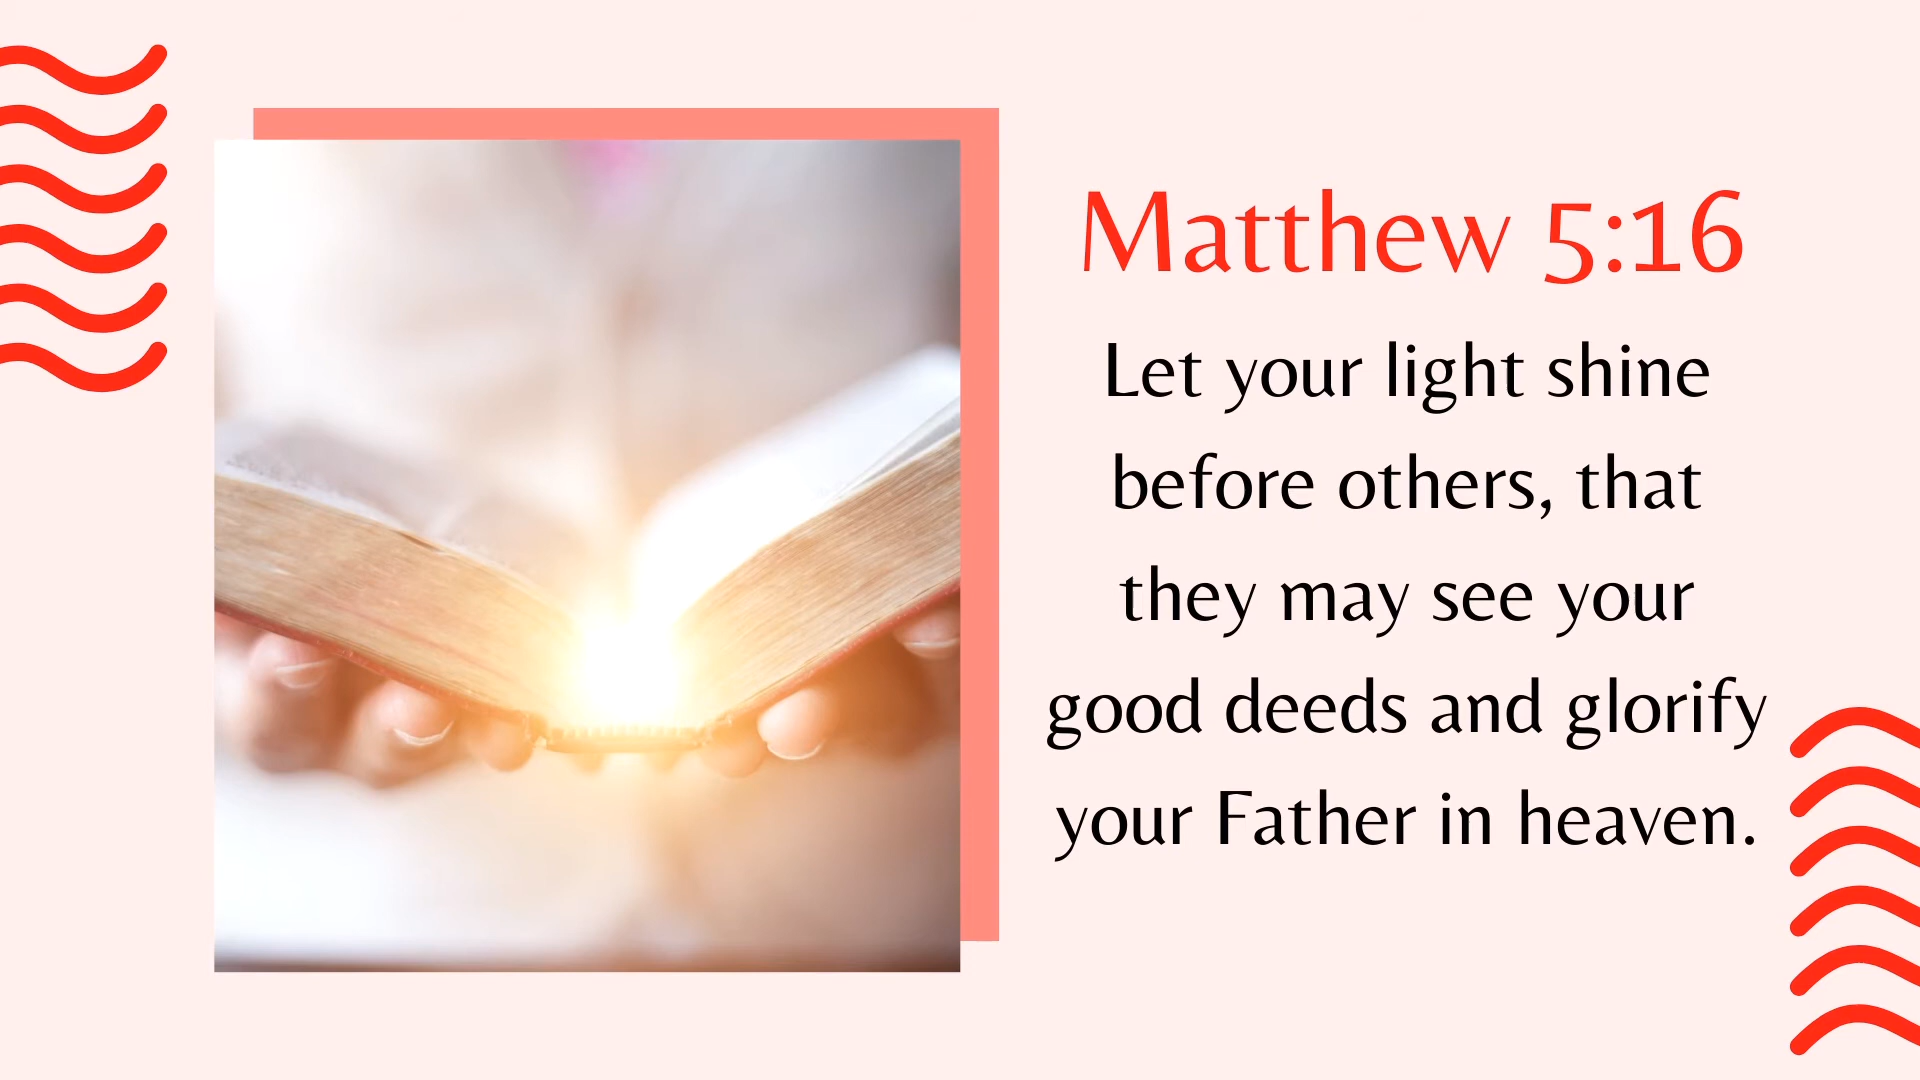 Matthew 5:16
Let your light shine
before others, that
they may see your
good deeds and glorify
your Father in heaven.